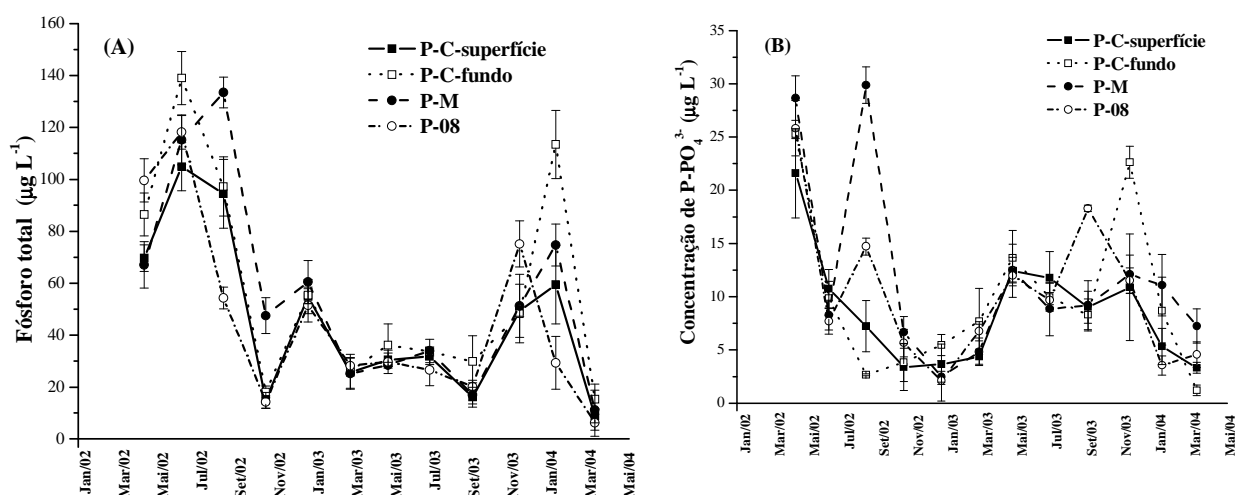 (A)
P-C-superfície
P-C-fundo
P-M
P-08
Fósforo total (µg L-1)
160
140
120
100
80
60
40
20
0
Jan/02
Mar/02
Mai/02
Jul/02
Set/02
Nov/02
Jan/03
Mar/03
Mai/03
Jul/03
Set/03
Nov/03
Jan/04
Mar/04
Mai/04
(B)
P-C-superfície
P-C-fundo
P-M
P-08
Concentração de P-PO43- (µg L-1)
35
30
25
20
15
10
5
0
Jan/02
Mar/02
Mai/02
Jul/02
Set/02
Nov/02
Jan/03
Mar/03
Mai/03
Jul/03
Set/03
Nov/03
Jan/04
Mar/04
Mai/04